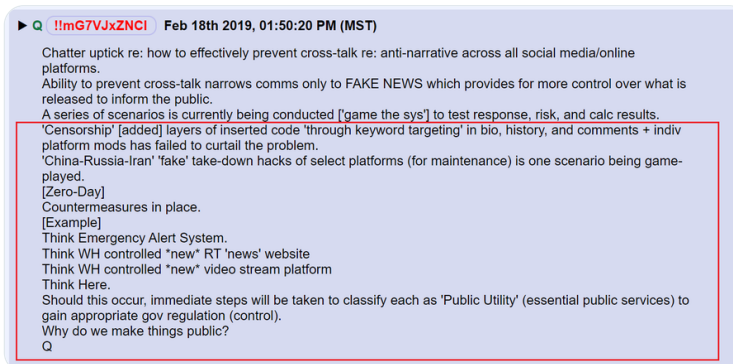 ▶ Q !!mG7VJxZNCI Feb 18th 2019, 01:50:20 PM (MST)
Chatter uptick re: how to effectively prevent cross-talk re: anti-narrative across all social media/online
platforms.
Ability to prevent cross-talk narrows comms only to FAKE NEWS which provides for more control over what is
released to inform the public.
A series of scenarios is currently being conducted ['game the sys'] to test response, risk, and calc results.
'Censorship' [added] layers of inserted code 'through keyword targeting' in bio, history, and comments + indiv
platform mods has failed to curtail the problem.
'China-Russia-Iran' 'fake' take-down hacks of select platforms (for maintenance) is one scenario being game-
played.
[Zero-Day]
Countermeasures in place.
[Example]
Think Emergency Alert System.
Think WH controlled *new* RT 'news' website
Think WH controlled *new* video stream platform
Think Here.
Should this occur, immediate steps will be taken to classify each as 'Public Utility' (essential public services) to
gain appropriate gov regulation (control).
Why do we make things public?
Q